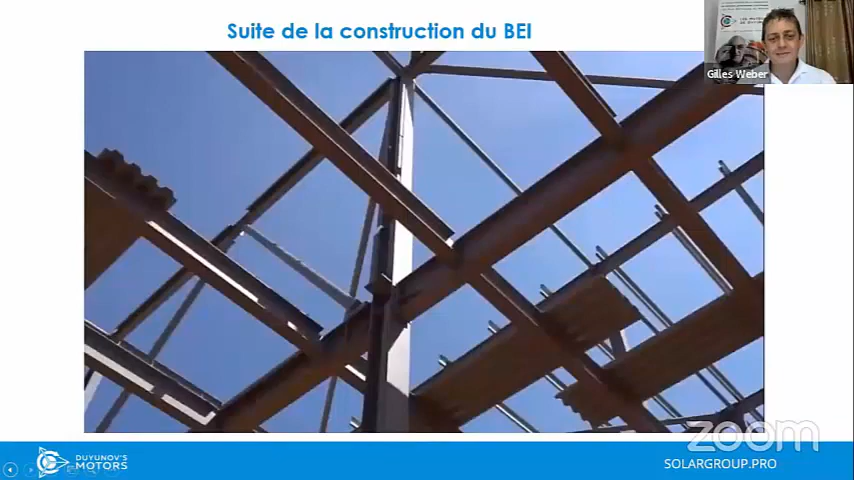 Suite de la construction du BEI
Gilles Weber
zoom
DUYUNOV'S
MOTORS
SOLARGROUP.PRO